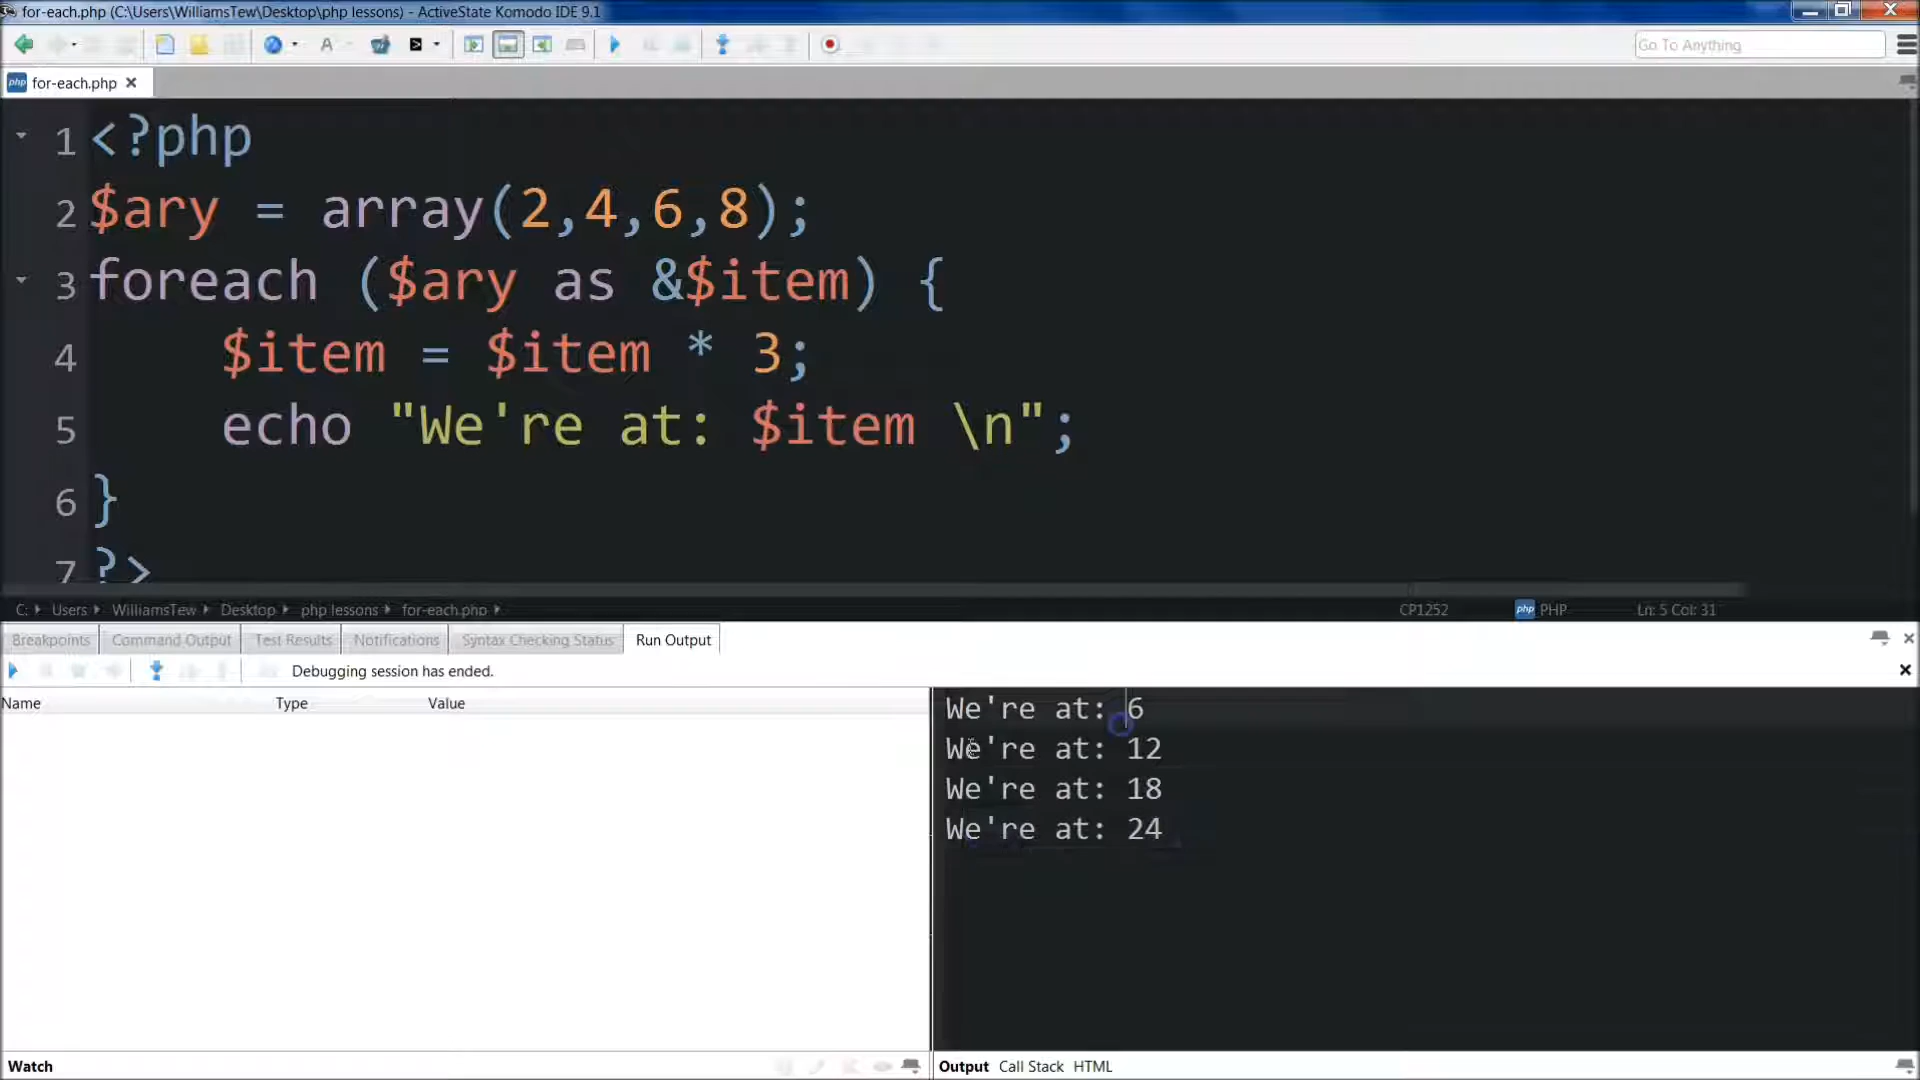 for-each.php (C:\Users\WilliamsTew\Desktop\php lessons) - ActiveState Komodo IDE 9.1
Go To Anything
php for-each.php
1 <?php
2 $ary = array(2,4,6,8);
3 foreach ($ary as &$item) {
4 $item = $item * 3;
5 echo "We're at: $item \n";
6 }
7 ?>
C: Users WilliamsTew Desktop php lessons for-each.php CP1252 php PHP Ln: 5 Col: 31
Breakpoints Command Output Test Results Notifications Syntax Checking Status Run Output
Debugging session has ended.
Name Type Value
We're at: 6
We're at: 12
We're at: 18
We're at: 24
Watch Output Call Stack HTML